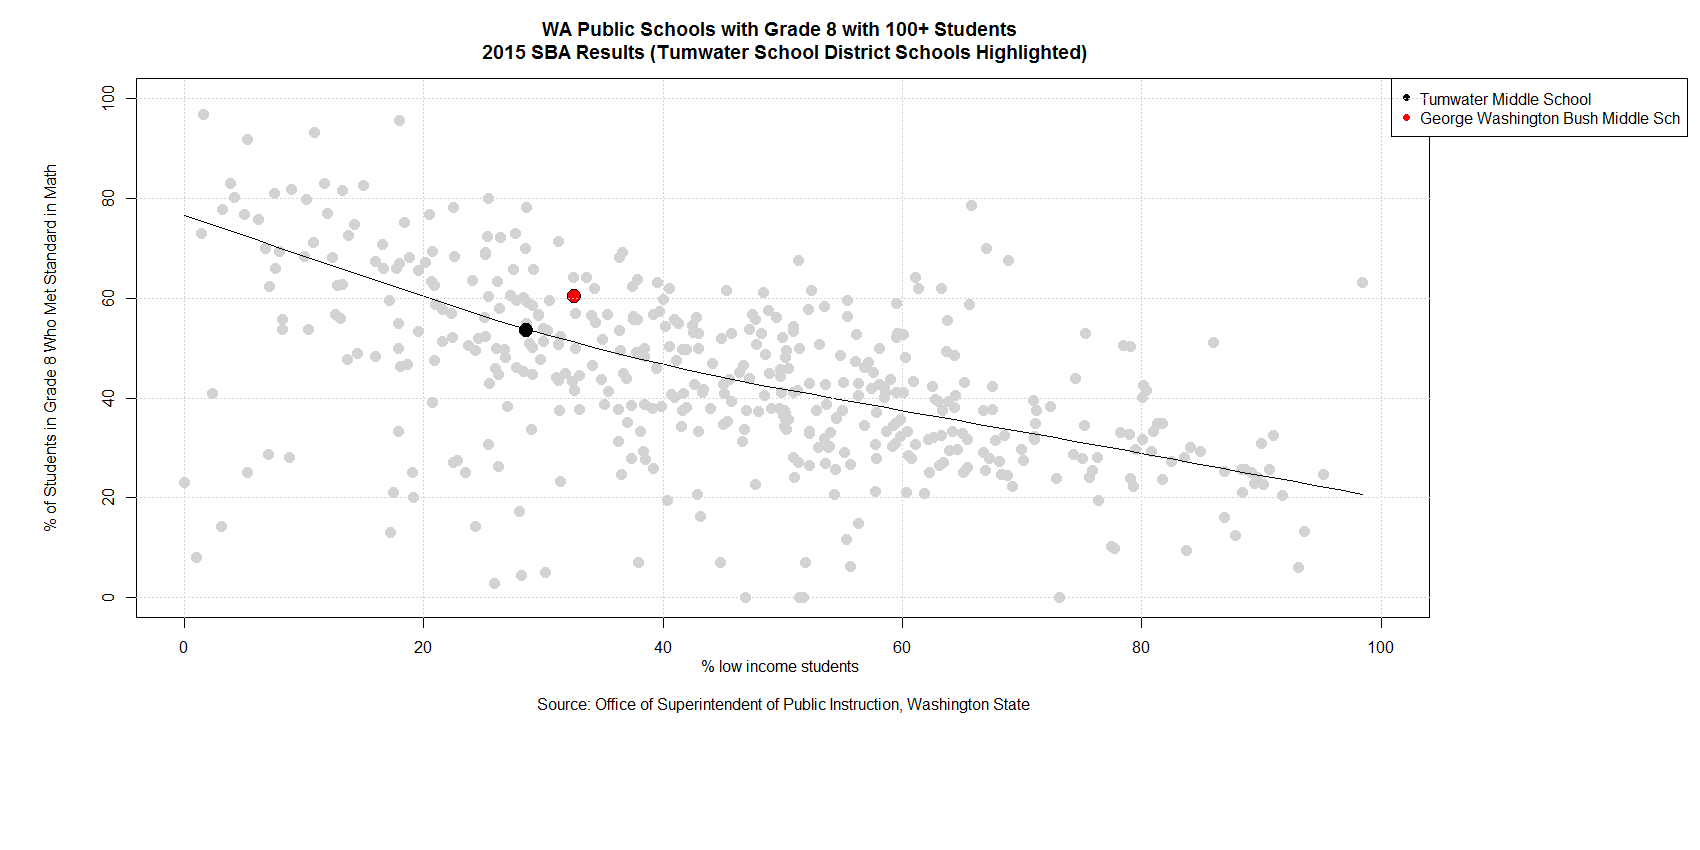 WA Public Schools with Grade 8 with 100+ Students
2015 SBA Results (Tumwater School District Schools Highlighted)
Tumwater Middle School
George Washington Bush Middle Sch
% of Students in Grade 8 Who Met Standard in Math
100
80
60
40
20
0
0 20 40 60 80 100
% low income students
Source: Office of Superintendent of Public Instruction, Washington State